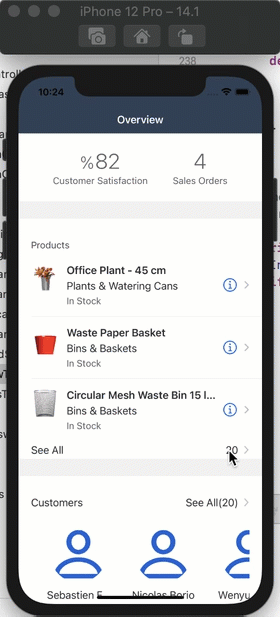 iPhone 12 Pro – 14.1
238
de
10:24
Overview
%82
4
Customer Satisfaction
Sales Orders
Products
Office Plant - 45 cm
Plants & Watering Cans
In Stock
Waste Paper Basket
Bins & Baskets
In Stock
Circular Mesh Waste Bin 15 l...
Bins & Baskets
In Stock
See All
20
Customers
See All(20)
Sebastien F
Nicolas Borio
Wenyu